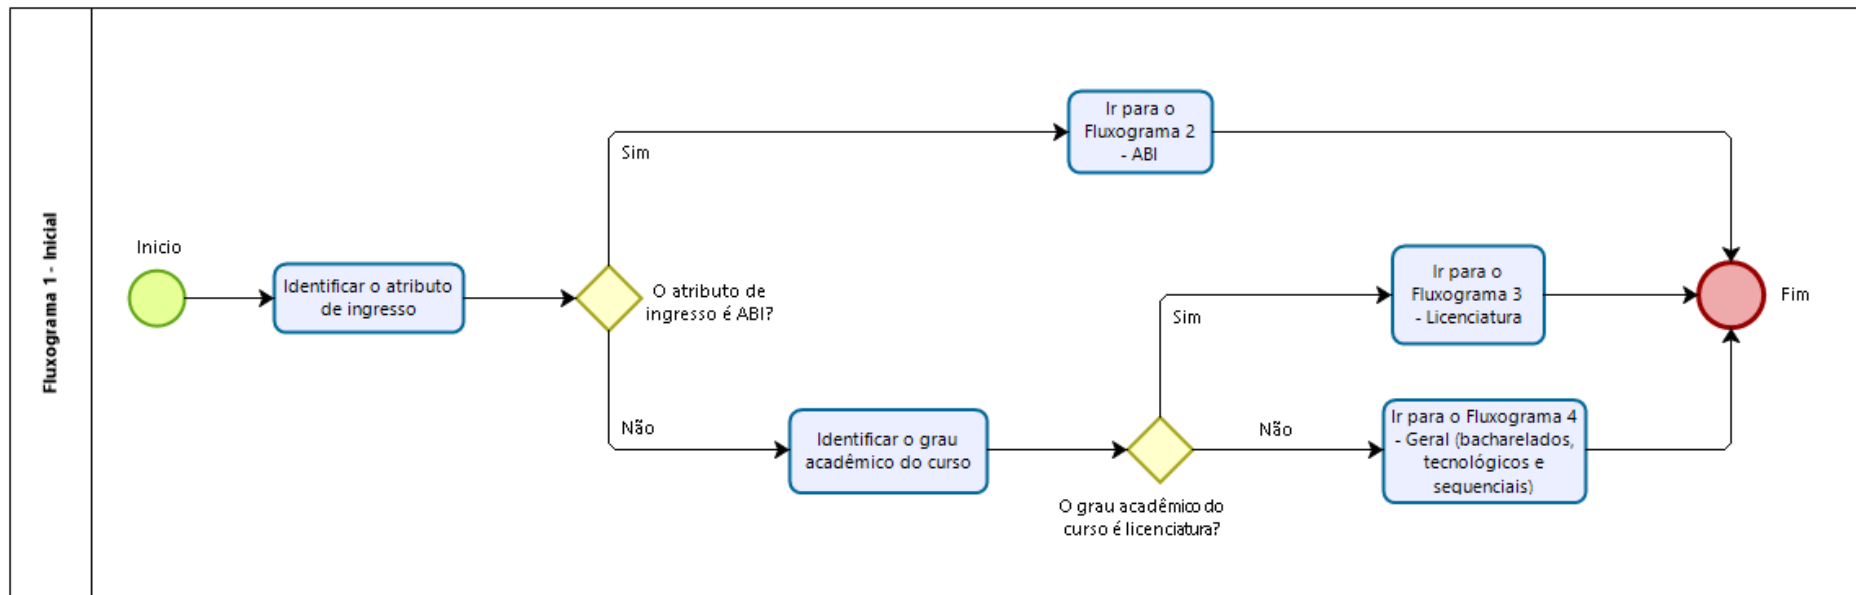 Fluxograma 1 - Inicial
Inicio
Identificar o atributo
de ingresso
O atributo de
ingresso é ABI?
Sim
Ir para o
Fluxograma 2
- ABI
Não
Identificar o grau
acadêmico do curso
O grau acadêmico do
curso é licenciatura?
Sim
Ir para o
Fluxograma 3
- Licenciatura
Não
Ir para o Fluxograma 4
- Geral (bacharelados,
tecnológicos e
sequenciais)
Fim